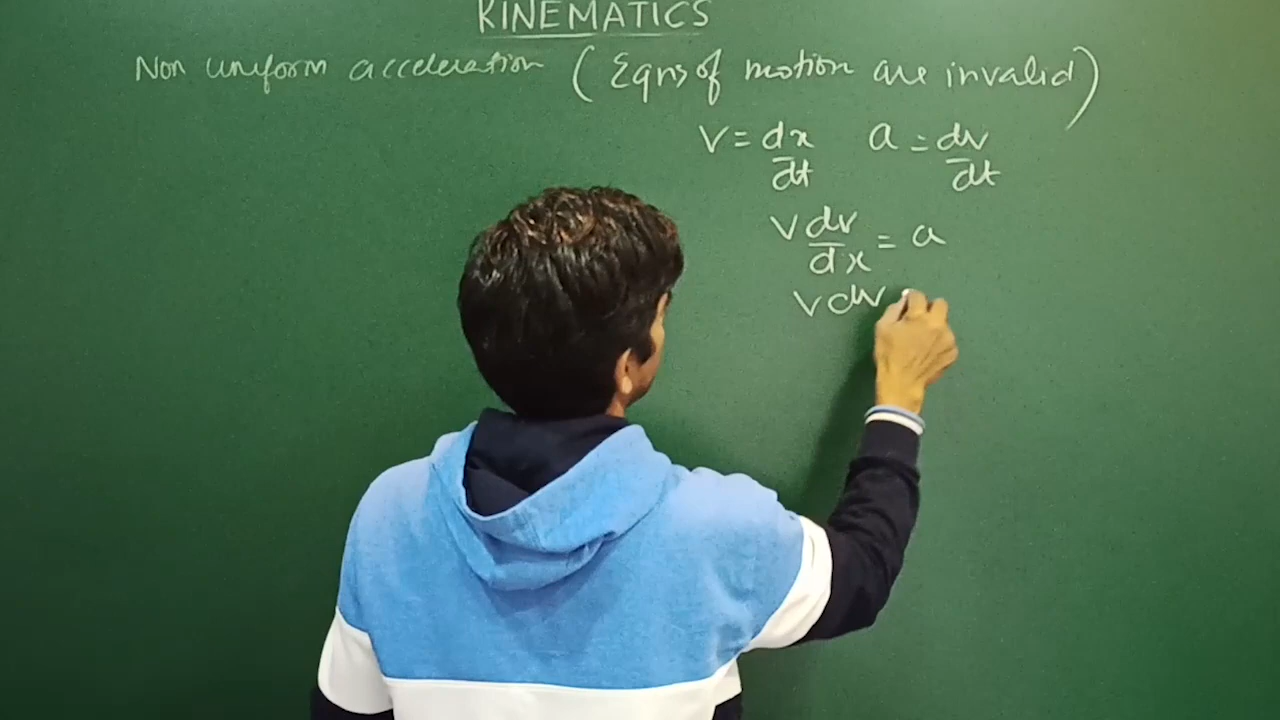 KINEMATICS
Non uniform acceleration (Eqns of motion are invalid)
v = dx/dt a = dv/dt
v dv/dx = a
v dv